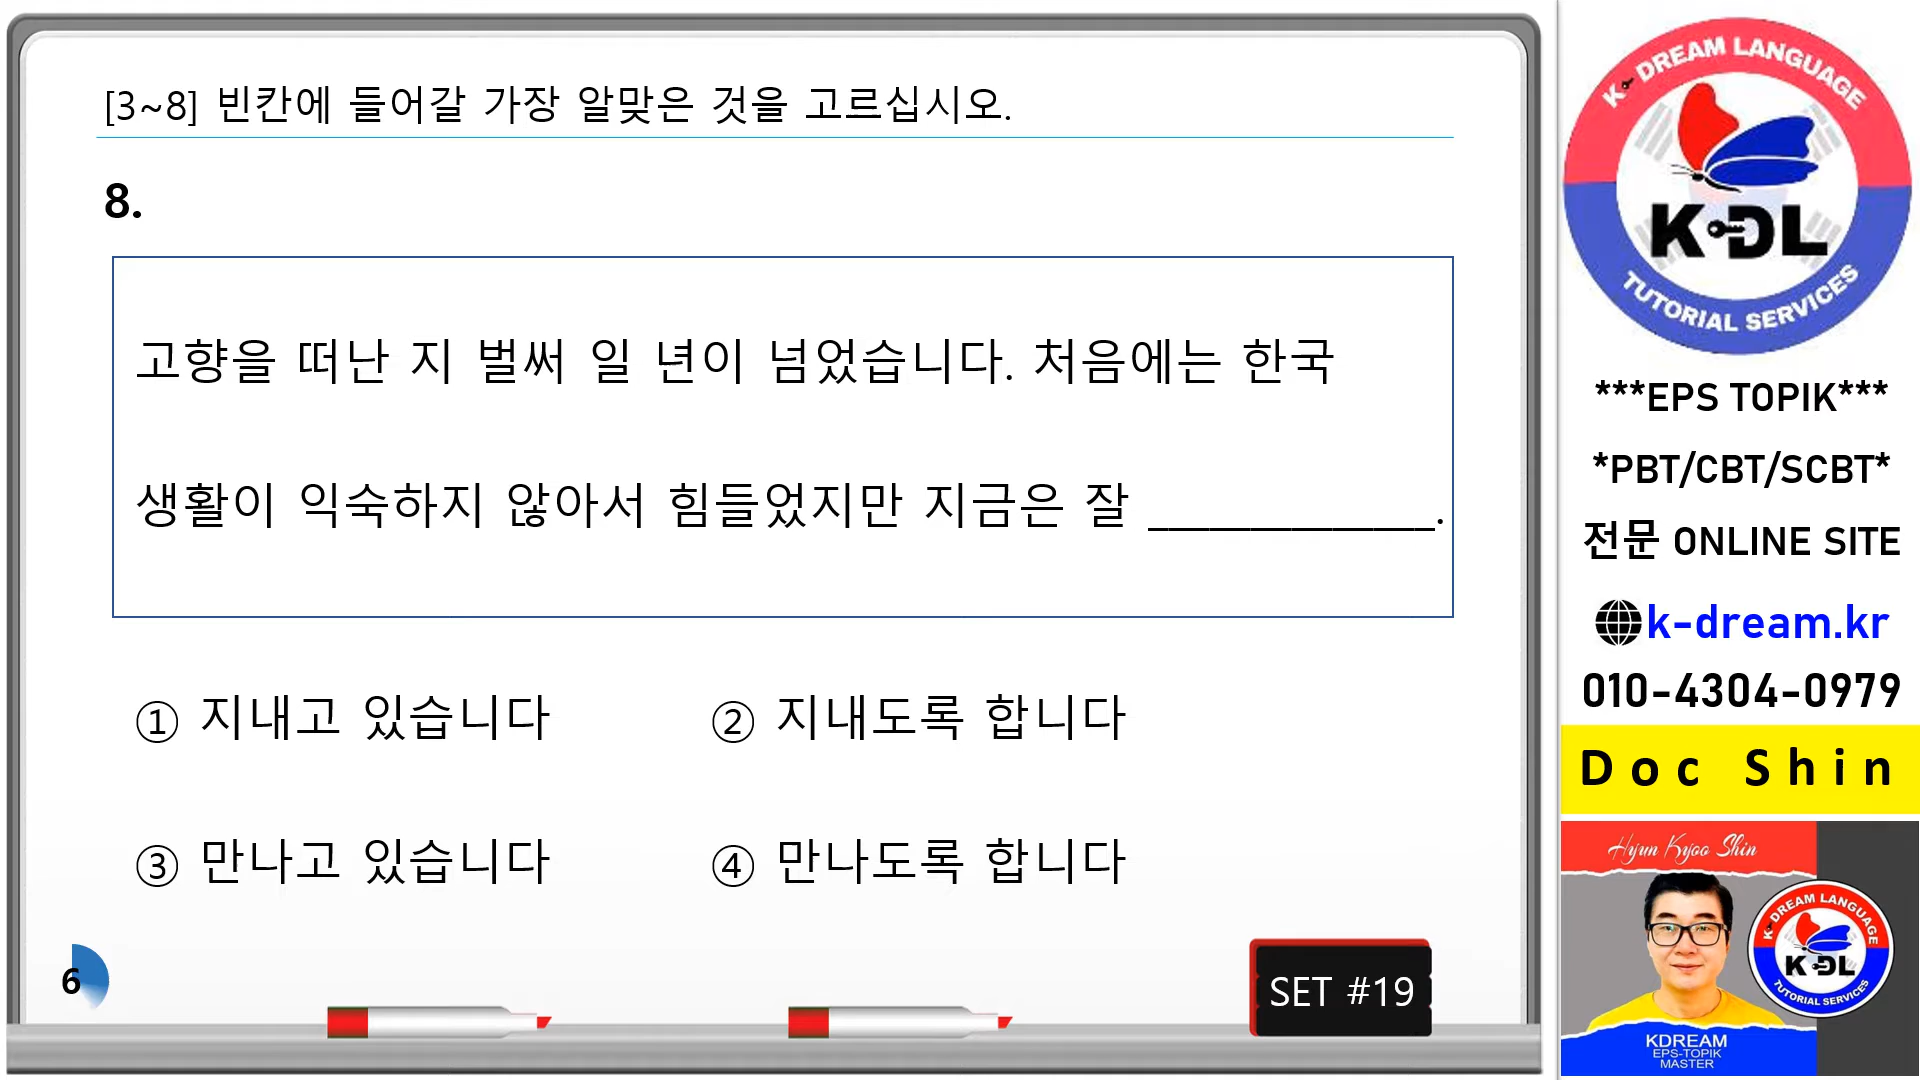 [3~8] 빈칸에 들어갈 가장 알맞은 것을 고르십시오.
8.
고향을 떠난 지 벌써 일 년이 넘었습니다. 처음에는 한국
생활이 익숙하지 않아서 힘들었지만 지금은 잘 ____________.
① 지내고 있습니다
② 지내도록 합니다
③ 만나고 있습니다
④ 만나도록 합니다
6
SET #19
K DREAM LANGUAGE
K DL
TUTORIAL SERVICES
***EPS TOPIK***
*PBT/CBT/SCBT*
전문 ONLINE SITE
k-dream.kr
010-4304-0979
Doc Shin
Hyun Kyoo Shin
K DREAM LANGUAGE
K DL
TUTORIAL SERVICES
KDREAM
EPS-TOPIK
MASTER